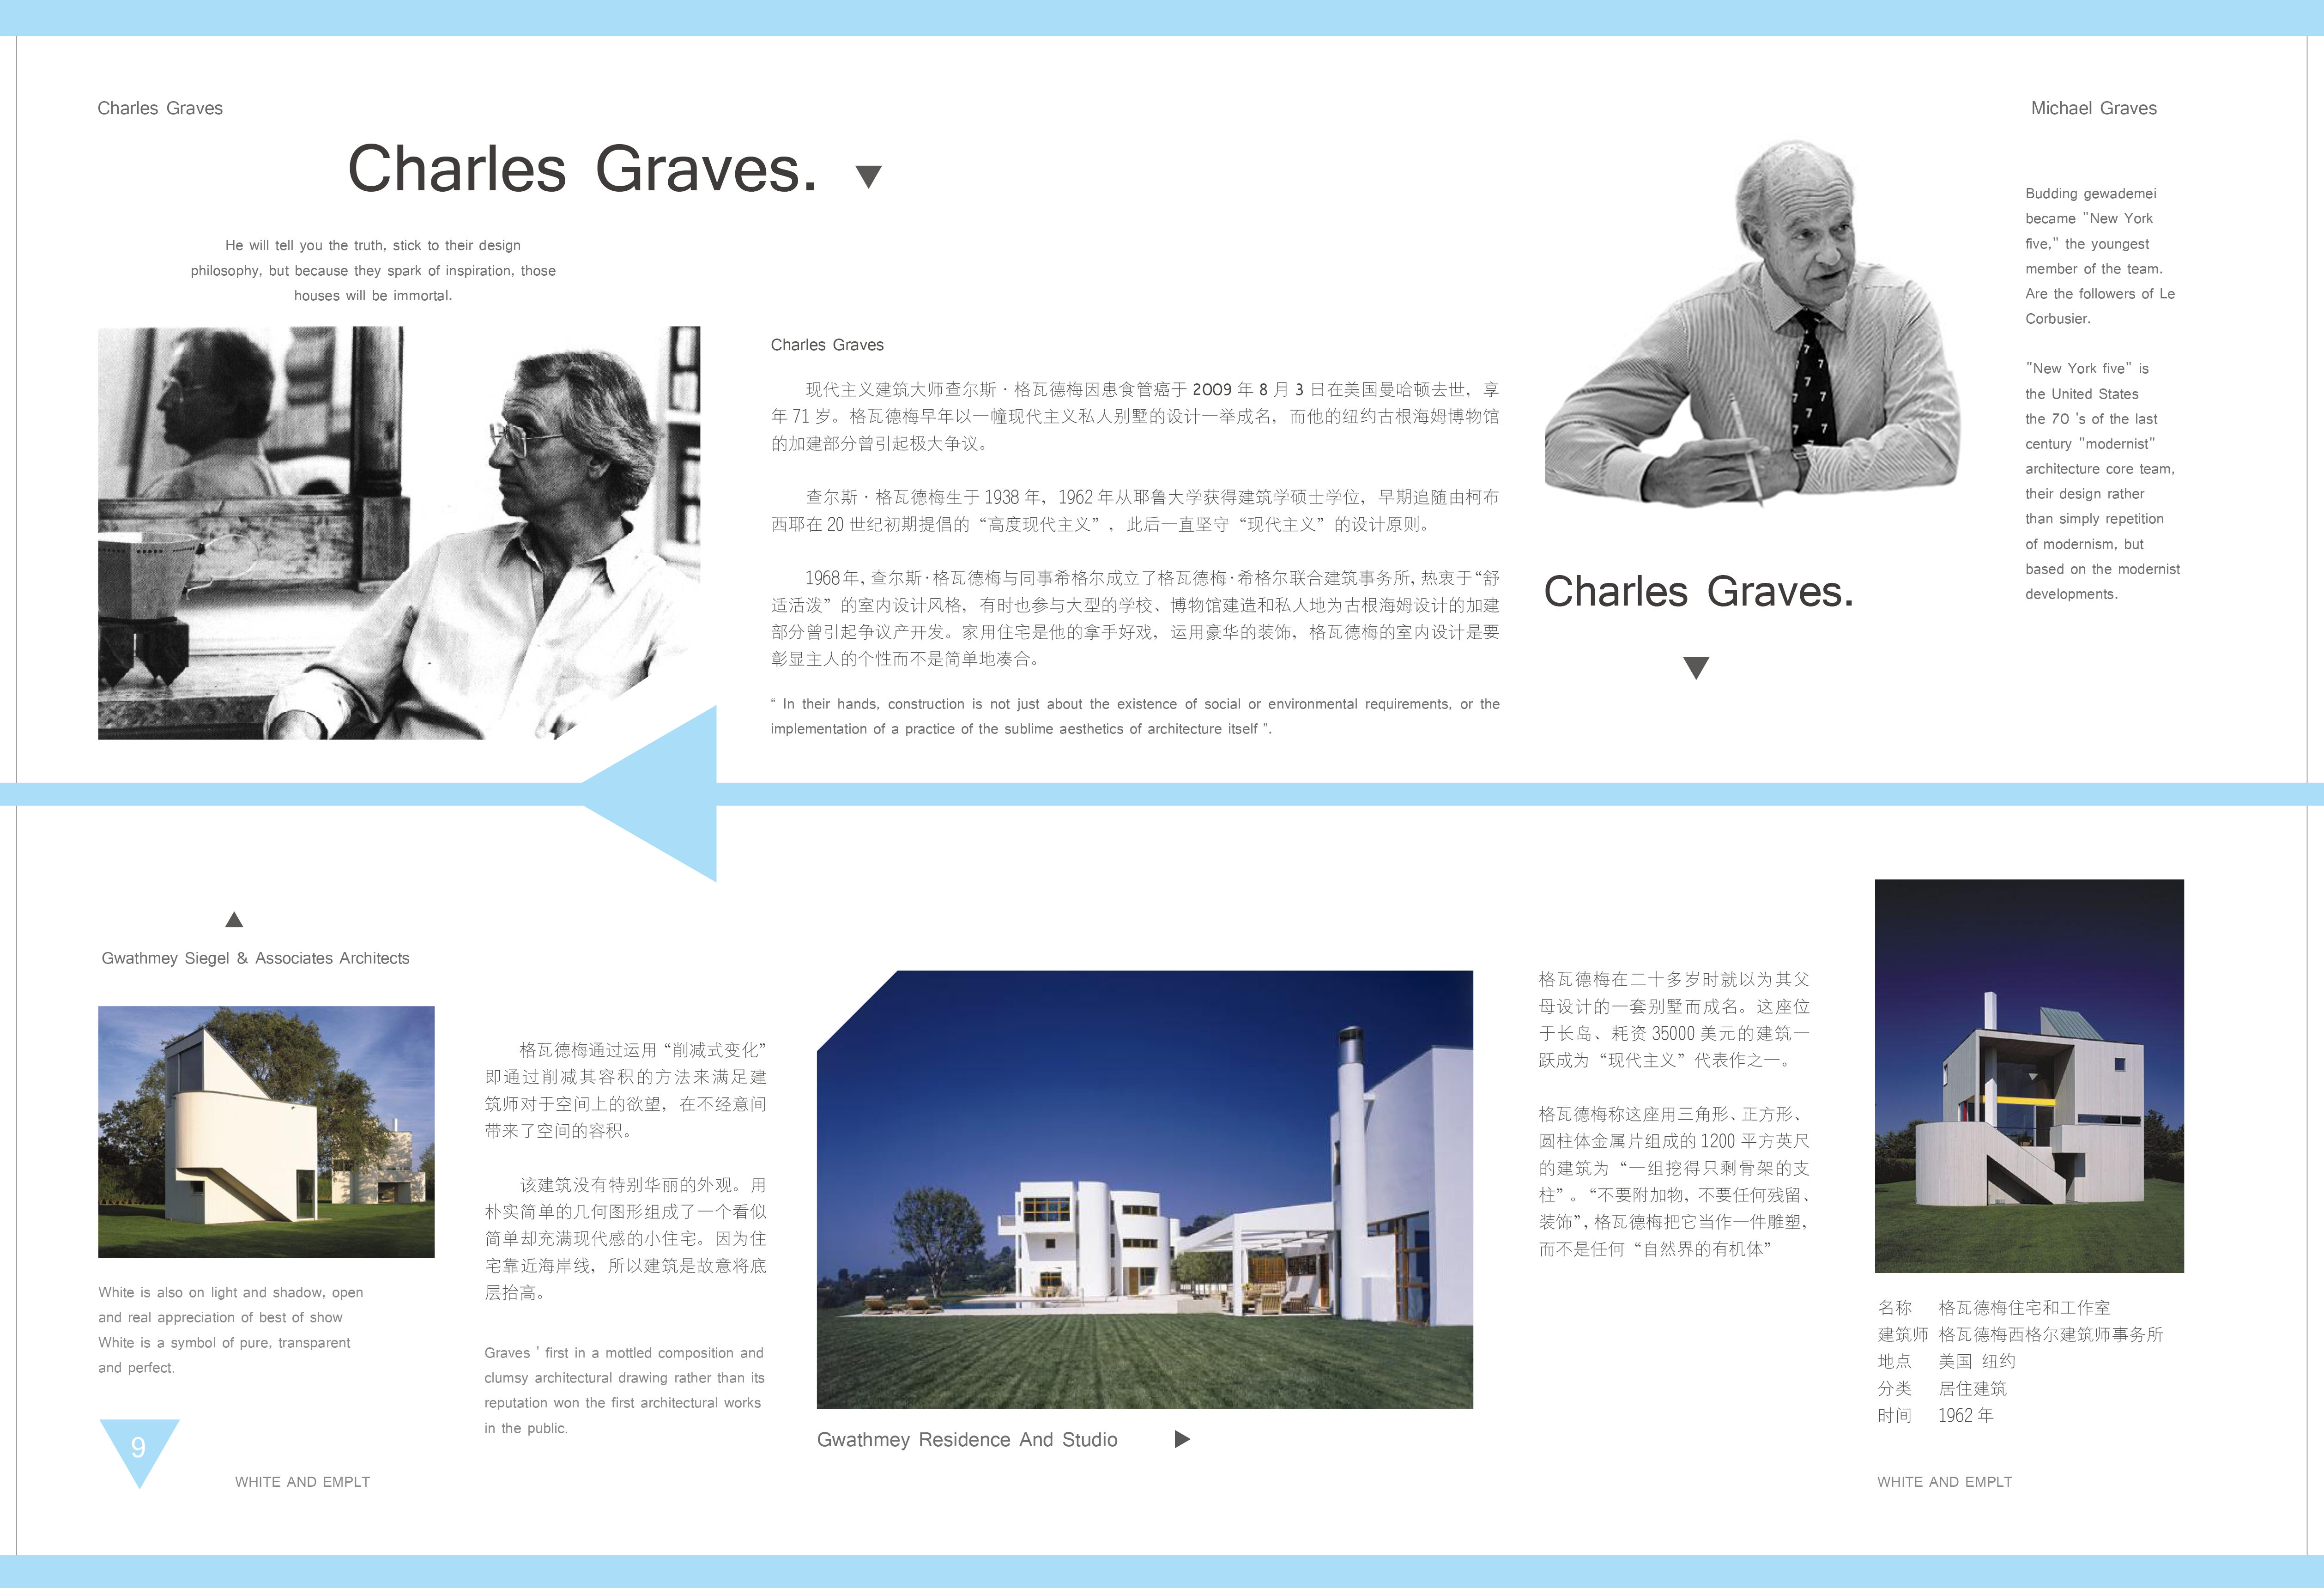 Charles Graves
Michael Graves
Charles Graves.
He will tell you the truth, stick to their design
philosophy, but because they spark of inspiration, those
houses will be immortal.
Charles Graves
现代主义建筑大师查尔斯·格瓦德梅因患食管癌于 2009 年 8 月 3 日在美国曼哈顿去世，享
年 71 岁。格瓦德梅早年以一幢现代主义私人别墅的设计一举成名，而他的纽约古根海姆博物馆
的加建部分曾引起极大争议。
查尔斯·格瓦德梅生于 1938 年，1962 年从耶鲁大学获得建筑学硕士学位，早期追随由柯布
西耶在 20 世纪初期提倡的“高度现代主义”，此后一直坚守“现代主义”的设计原则。
1968 年，查尔斯·格瓦德梅与同事希格尔成立了格瓦德梅·希格尔联合建筑事务所，热衷于“舒
适活泼”的室内设计风格，有时也参与大型的学校、博物馆建造和私人地为古根海姆设计的加建
部分曾引起争议产开发。家用住宅是他的拿手好戏，运用豪华的装饰，格瓦德梅的室内设计是要
彰显主人的个性而不是简单地凑合。
“ In their hands, construction is not just about the existence of social or environmental requirements, or the
implementation of a practice of the sublime aesthetics of architecture itself ”.
Charles Graves.
Budding gewademei
became "New York
five," the youngest
member of the team.
Are the followers of Le
Corbusier.
"New York five" is
the United States
the 70 's of the last
century "modernist"
architecture core team,
their design rather
than simply repetition
of modernism, but
based on the modernist
developments.
Gwathmey Siegel & Associates Architects
White is also on light and shadow, open
and real appreciation of best of show
White is a symbol of pure, transparent
and perfect.
9
WHITE AND EMPLT
格瓦德梅通过运用“削减式变化”
即通过削减其容积的方法来满足建
筑师对于空间上的欲望，在不经意间
带来了空间的容积。
该建筑没有特别华丽的外观。用
朴实简单的几何图形组成了一个看似
简单却充满现代感的小住宅。因为住
宅靠近海岸线，所以建筑是故意将底
层抬高。
Graves ' first in a mottled composition and
clumsy architectural drawing rather than its
reputation won the first architectural works
in the public.
Gwathmey Residence And Studio
格瓦德梅在二十多岁时就以为其父
母设计的一套别墅而成名。这座位
于长岛、耗资 35000 美元的建筑一
跃成为“现代主义”代表作之一。
格瓦德梅称这座用三角形、正方形、
圆柱体金属片组成的 1200 平方英尺
的建筑为“一组挖得只剩骨架的支
柱”。“不要附加物，不要任何残留、
装饰”，格瓦德梅把它当作一件雕塑，
而不是任何“自然界的有机体”
名称 格瓦德梅住宅和工作室
建筑师 格瓦德梅西格尔建筑师事务所
地点 美国 纽约
分类 居住建筑
时间 1962 年
WHITE AND EMPLT